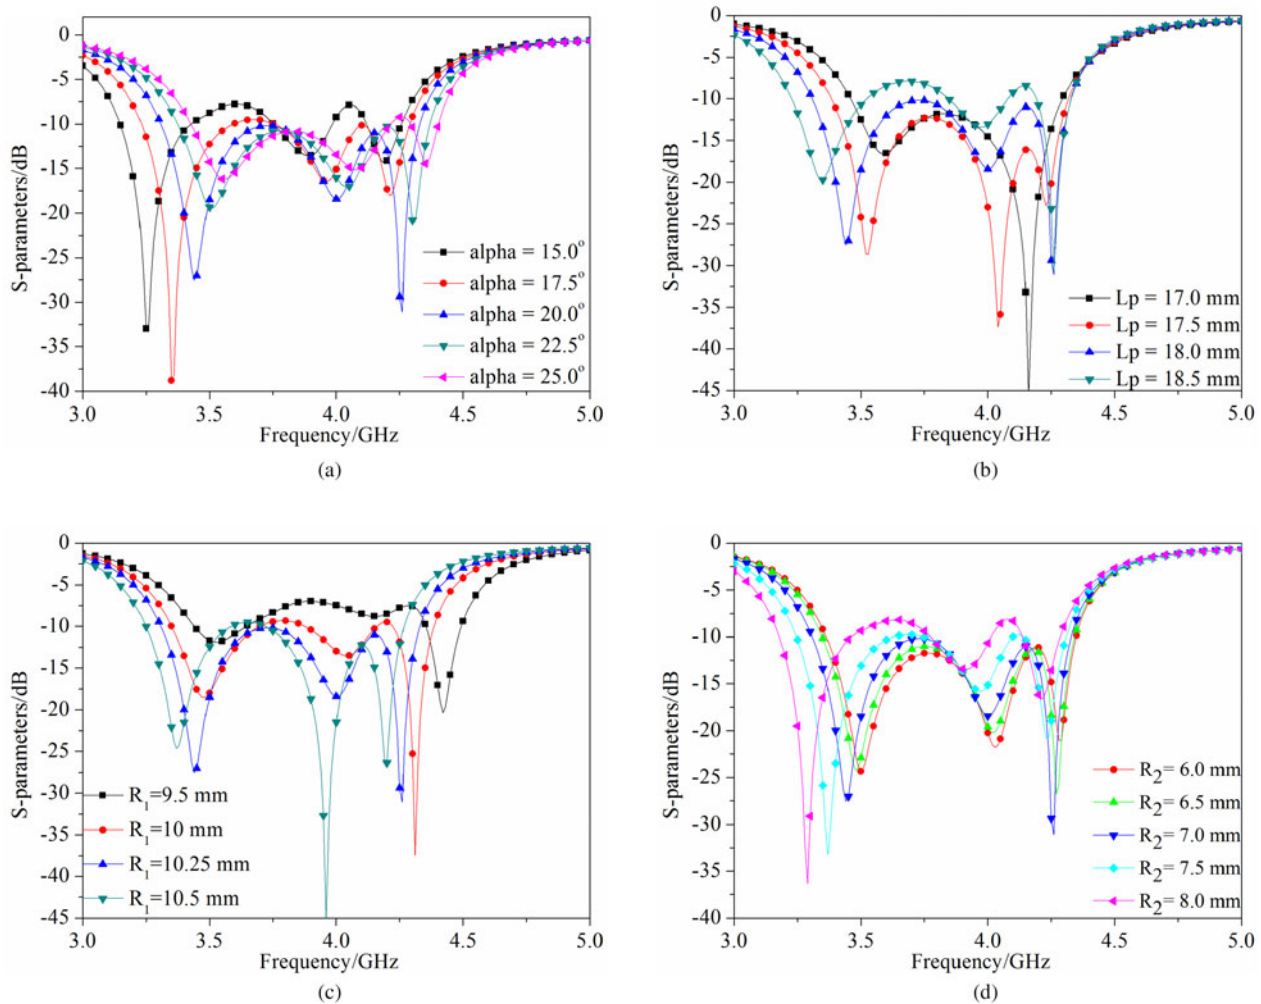 0
-5
-10
-15
-20
-25
-30
-35
-40
S-parameters/dB
alpha = 15.0°
alpha = 17.5°
alpha = 20.0°
alpha = 22.5°
alpha = 25.0°
3.0 3.5 4.0 4.5 5.0
Frequency/GHz
(a)
0
-5
-10
-15
-20
-25
-30
-35
-40
-45
S-parameters/dB
Lp = 17.0 mm
Lp = 17.5 mm
Lp = 18.0 mm
Lp = 18.5 mm
3.0 3.5 4.0 4.5 5.0
Frequency/GHz
(b)
0
-5
-10
-15
-20
-25
-30
-35
-40
-45
S-parameters/dB
R₁=9.5 mm
R₁=10 mm
R₁=10.25 mm
R₁=10.5 mm
3.0 3.5 4.0 4.5 5.0
Frequency/GHz
(c)
0
-5
-10
-15
-20
-25
-30
-35
-40
S-parameters/dB
R₂= 6.0 mm
R₂= 6.5 mm
R₂= 7.0 mm
R₂= 7.5 mm
R₂= 8.0 mm
3.0 3.5 4.0 4.5 5.0
Frequency/GHz
(d)